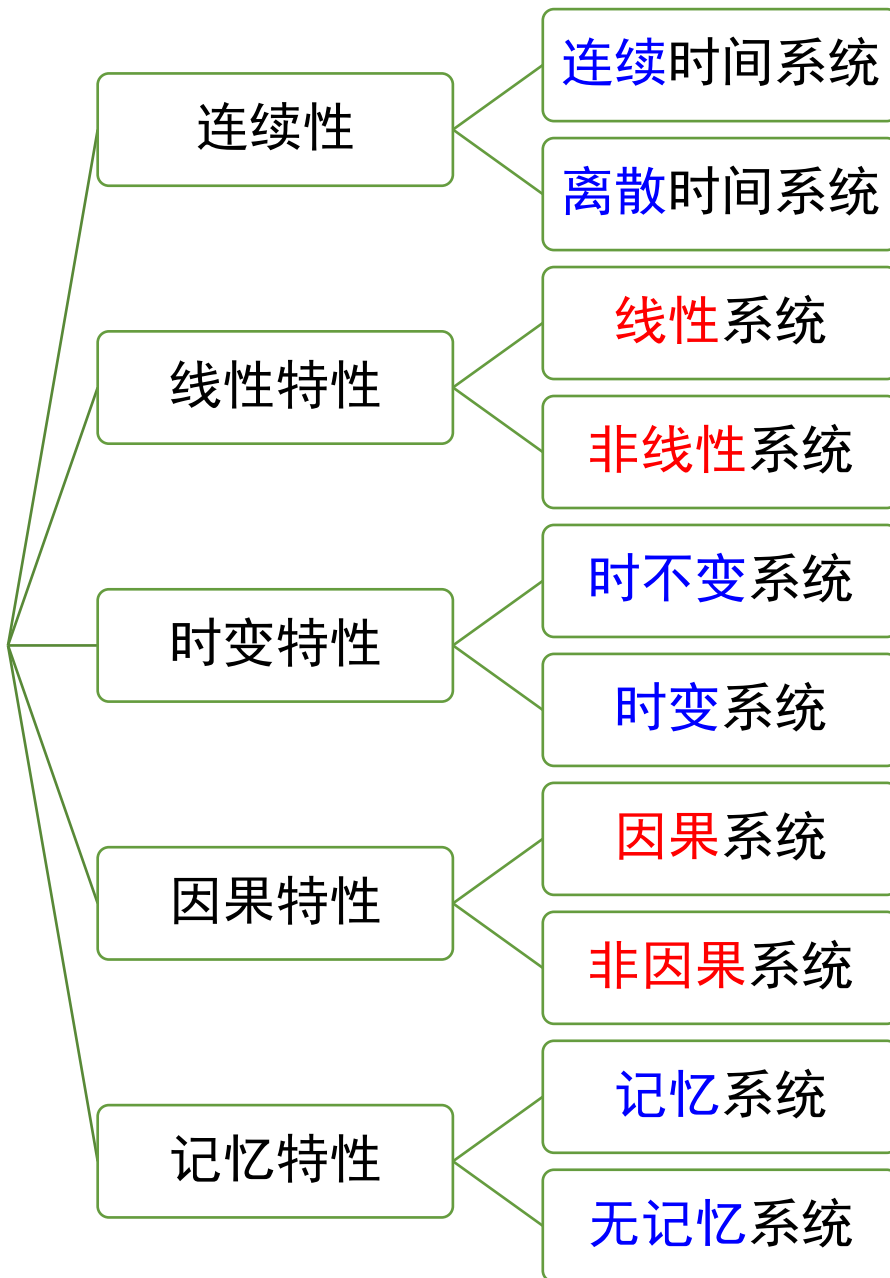 连续性
连续时间系统
离散时间系统
线性特性
线性系统
非线性系统
时变特性
时不变系统
时变系统
因果特性
因果系统
非因果系统
记忆特性
记忆系统
无记忆系统